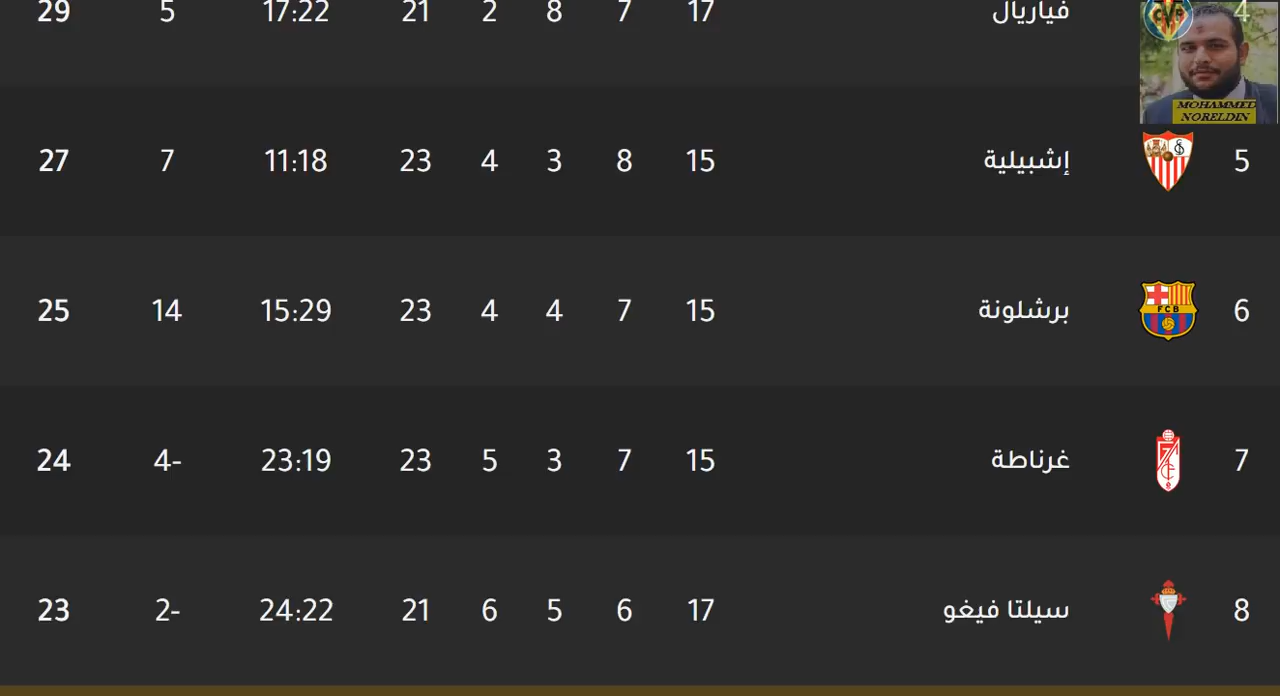 4 فياريال 17 7 8 2 21 17:22 5 29
MOHAMMED
NORELDIN
5 إشبيلية 15 8 3 4 23 11:18 7 27
6 FCB برشلونة 15 7 4 4 23 15:29 14 25
7 غرناطة 15 7 3 5 23 23:19 4- 24
8 سيلتا فيغو 17 6 5 6 21 24:22 2- 23